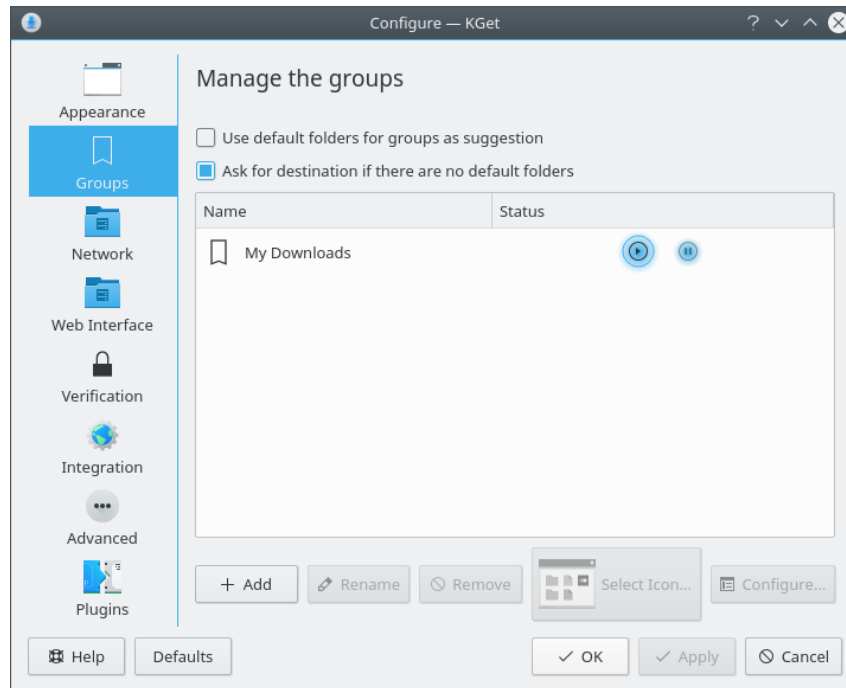 Configure — KGet
Appearance
Groups
Network
Web Interface
Verification
Integration
Advanced
Plugins
Manage the groups
Use default folders for groups as suggestion
Ask for destination if there are no default folders
Name Status
My Downloads
+ Add Rename Remove Select Icon... Configure...
Help Defaults OK Apply Cancel